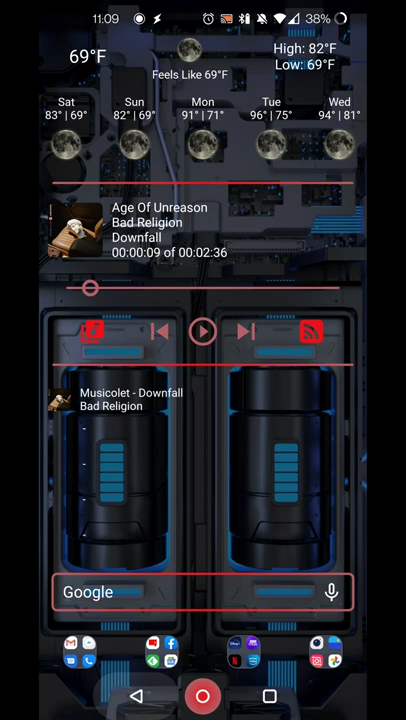 11:09
38%
69°F
High: 82°F
Low: 69°F
Feels Like 69°F
Sat
Sun
Mon
Tue
Wed
83° | 69°
82° | 69°
91° | 71°
96° | 75°
94° | 81°
Age Of Unreason
Bad Religion
Downfall
00:00:09 of 00:02:36
Musicolet - Downfall
Bad Religion
Google